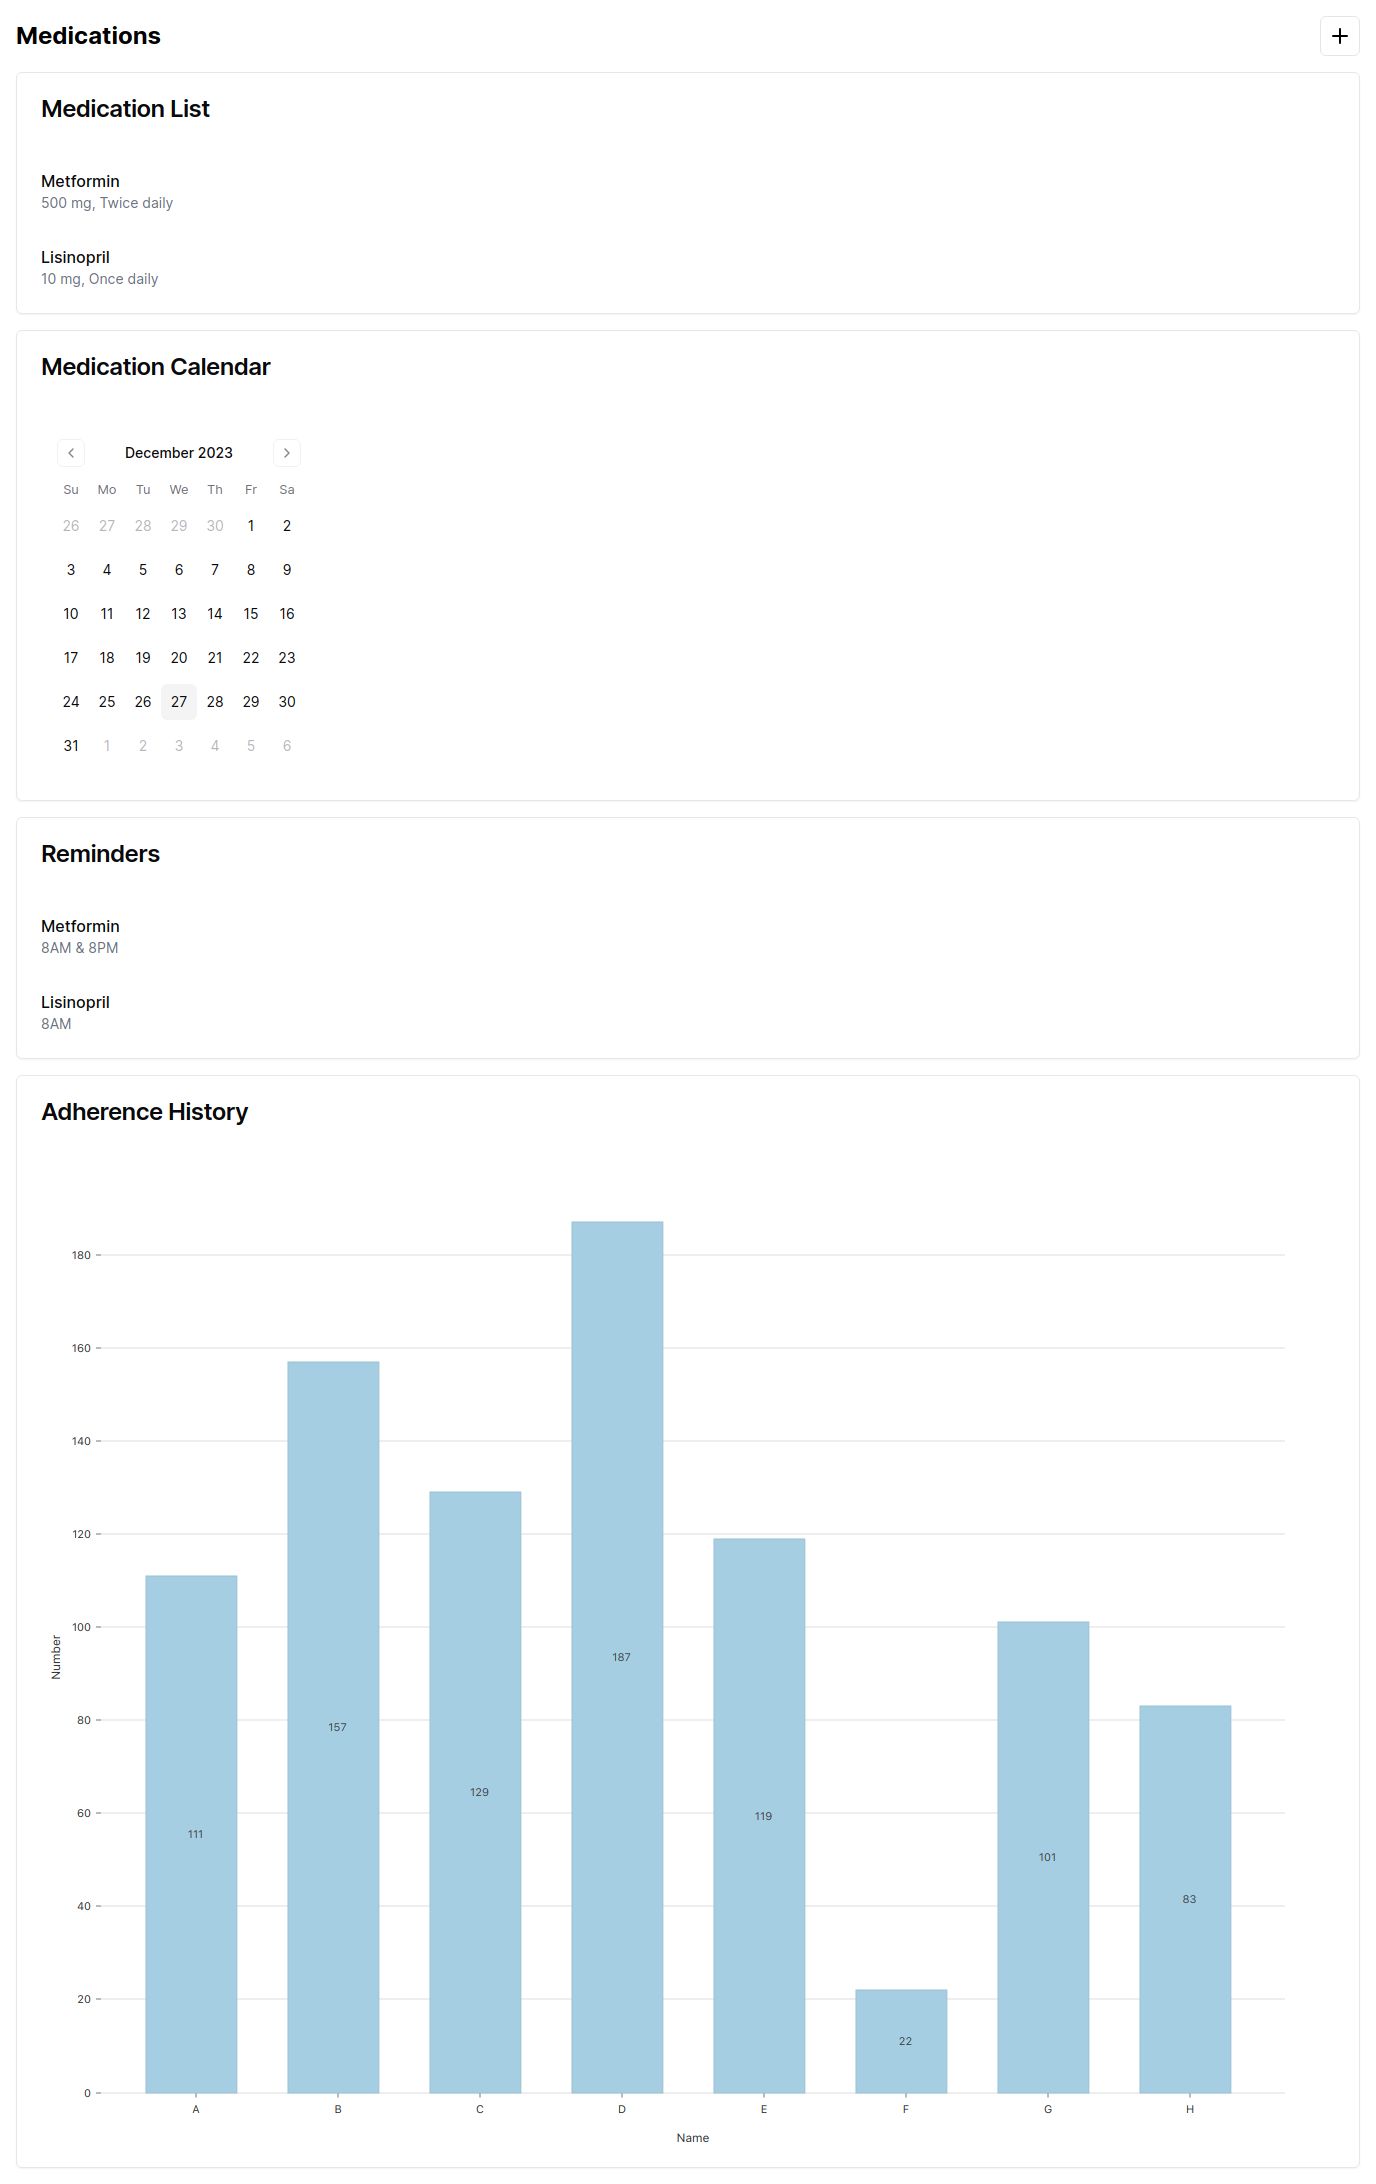 Medications
Medication List
Metformin
500 mg, Twice daily
Lisinopril
10 mg, Once daily
Medication Calendar
December 2023
Su Mo Tu We Th Fr Sa
26 27 28 29 30 1 2
3 4 5 6 7 8 9
10 11 12 13 14 15 16
17 18 19 20 21 22 23
24 25 26 27 28 29 30
31 1 2 3 4 5 6
Reminders
Metformin
8AM & 8PM
Lisinopril
8AM
Adherence History
180
160
140
120
100
80
60
40
20
0
Number
111
157
129
187
119
22
101
83
A B C D E F G H
Name